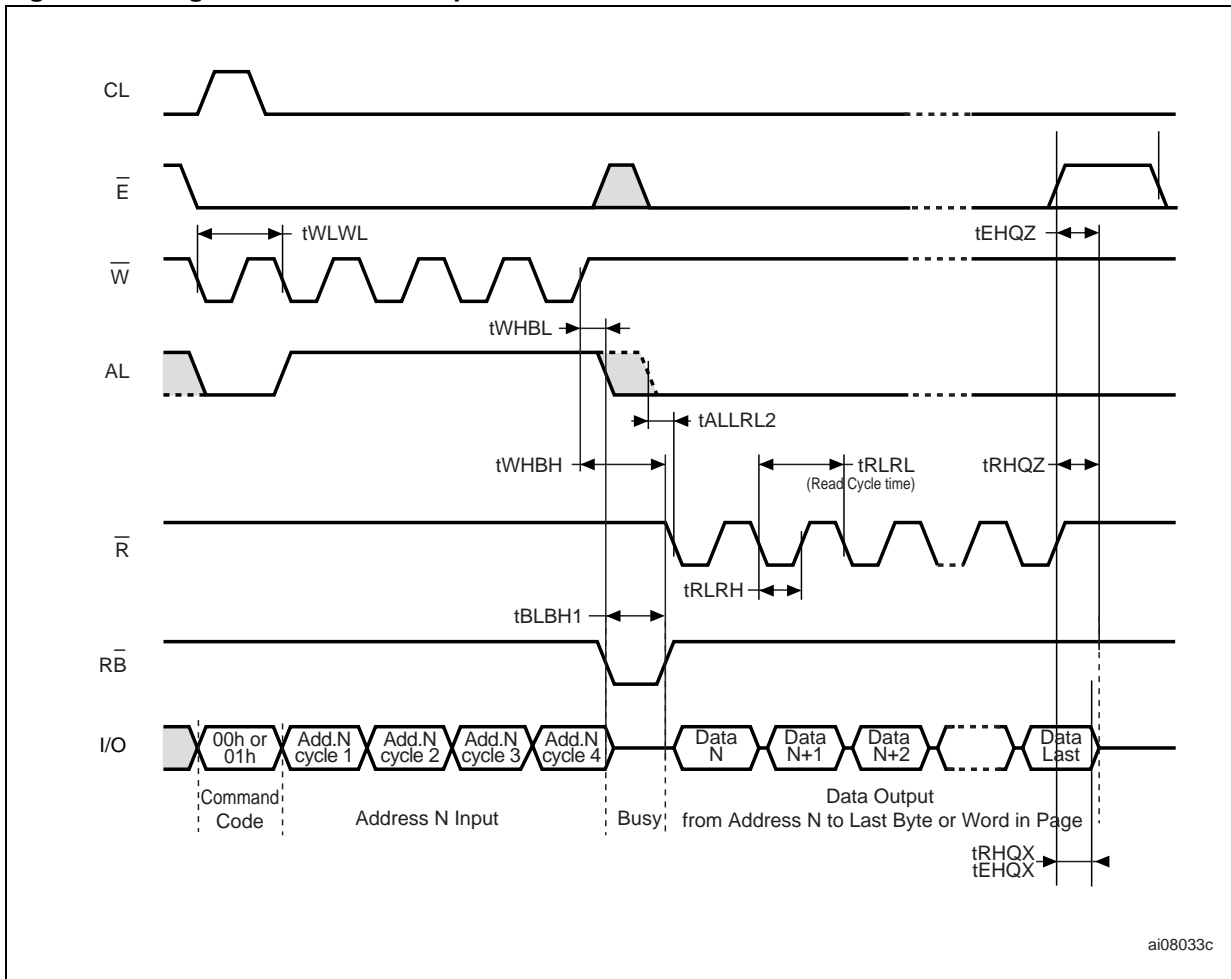 CL
E
tWLWL
tEHQZ
W
tWHBL
AL
tALLRL2
tWHBH
tRLRL
(Read Cycle time)
tRHQZ
R
tRLRH
tBLBH1
RB
I/O
00h or
01h
Add.N
cycle 1
Add.N
cycle 2
Add.N
cycle 3
Add.N
cycle 4
Data
N
Data
N+1
Data
N+2
Data
Last
Command
Code
Address N Input
Busy
Data Output
from Address N to Last Byte or Word in Page
tRHQX
tEHQX
ai08033c